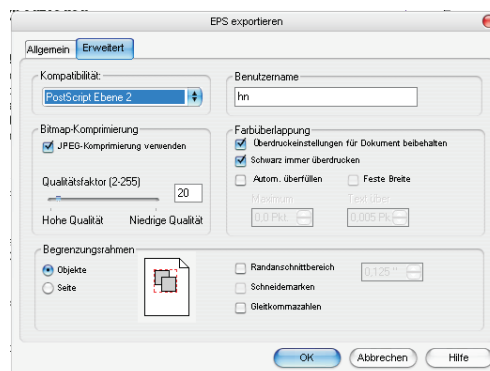 EPS exportieren
Allgemein
Erweitert
Kompatibilität:
PostScript Ebene 2
Benutzername
hn
Bitmap-Komprimierung
JPEG-Komprimierung verwenden
Qualitätsfaktor (2-255)
20
Hohe Qualität
Niedrige Qualität
Farbüberlappung
Überdruckeinstellungen für Dokument beibehalten
Schwarz immer überdrucken
Autom. überfüllen
Feste Breite
Maximum
Text über
0,0 Pkt.
0,005 Pk
Begrenzungsrahmen
Objekte
Seite
Randanschnittbereich
0,125 "
Schneidemarken
Gleitkommazahlen
OK
Abbrechen
Hilfe